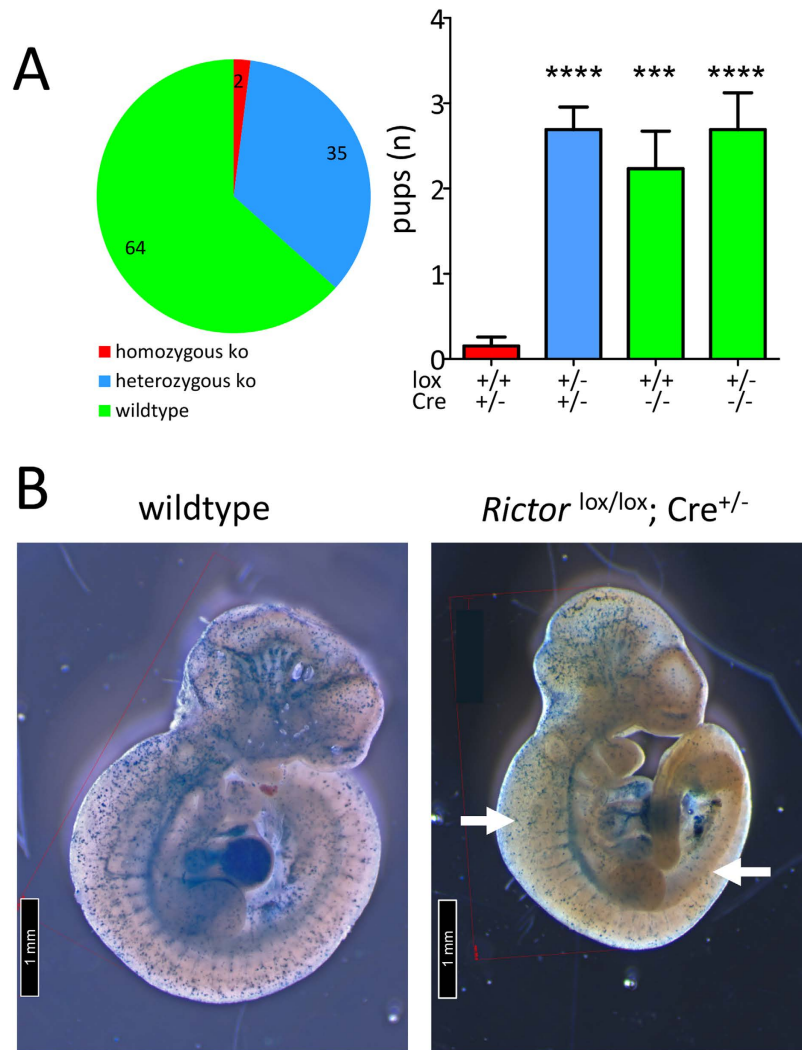 A
2
35
64
homozygous ko
heterozygous ko
wildtype
pups (n)
4
3
2
1
0
**** *** ****
lox +/+ +/- +/+ +/-
Cre +/- +/- -/- -/-
B
wildtype
Rictor lox/lox; Cre+/-
1 mm
1 mm